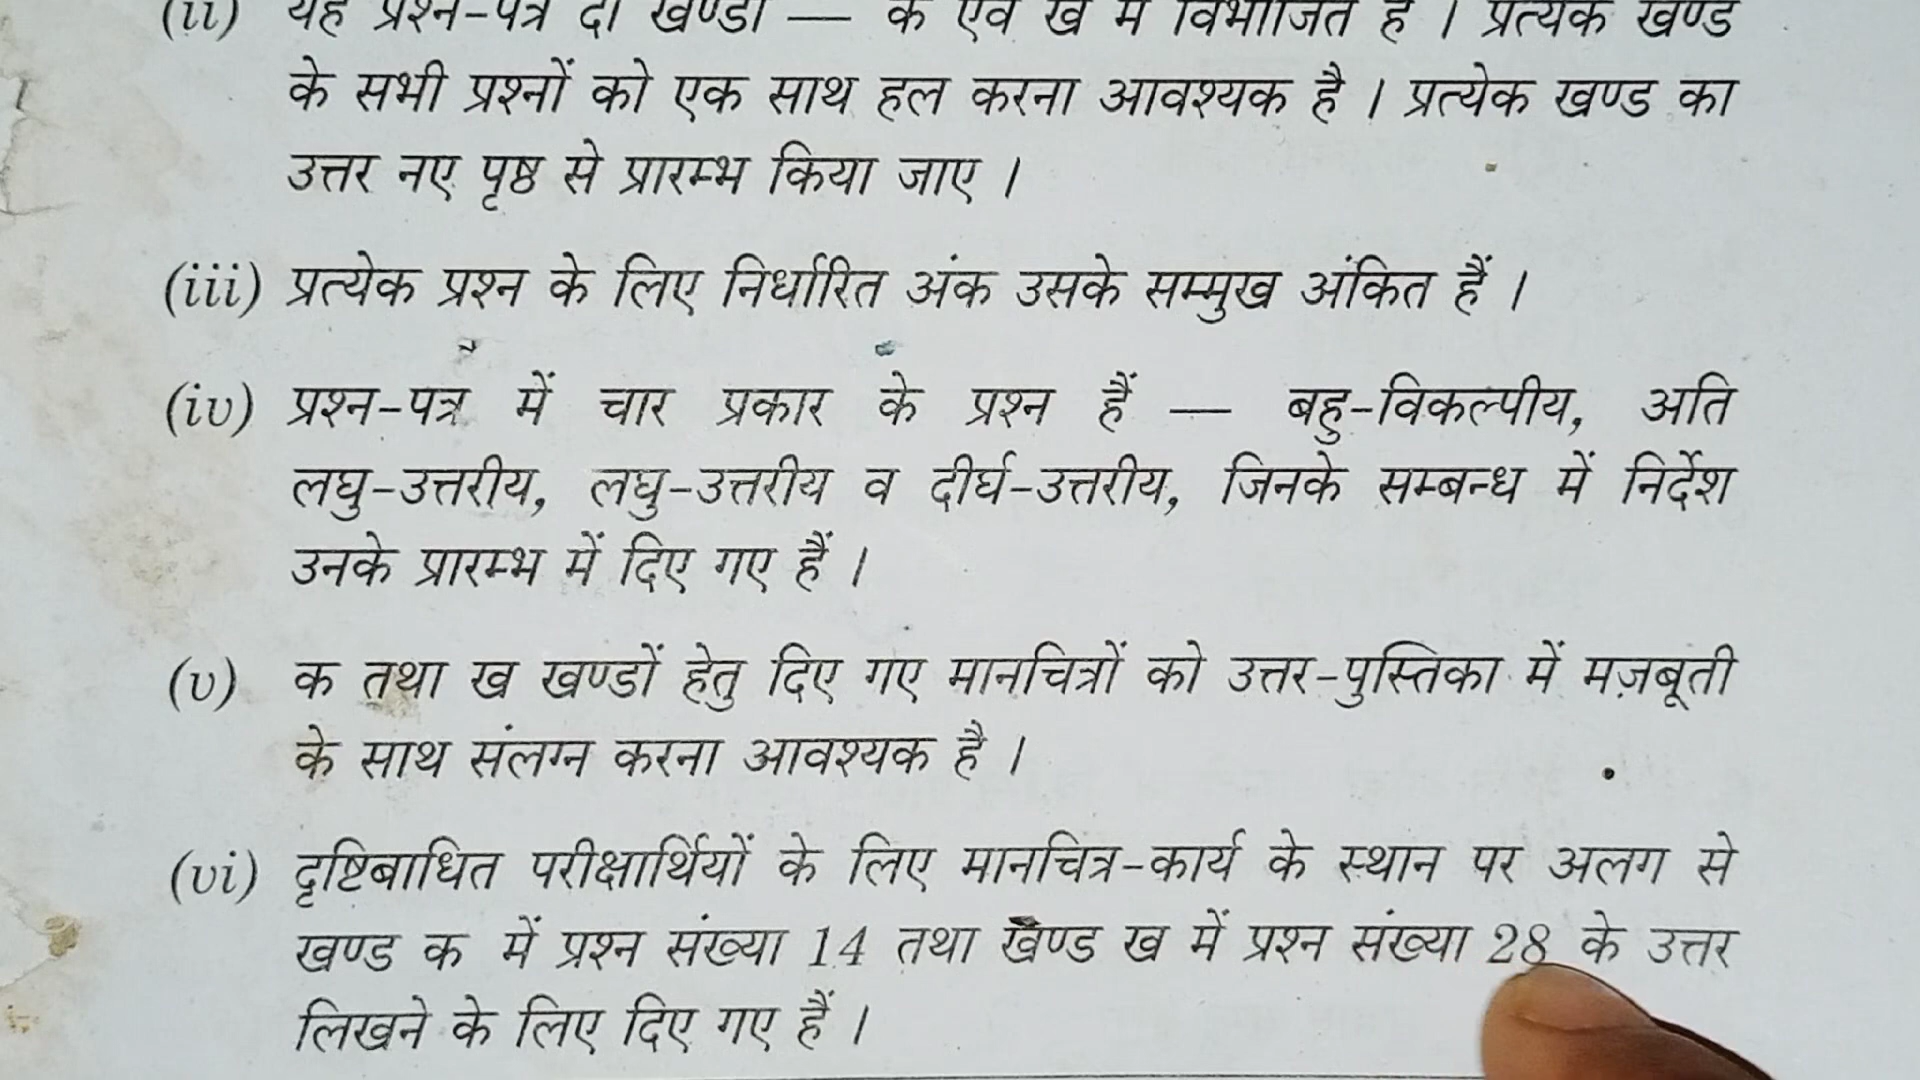 (ii) यह प्रश्न-पत्र दो खण्डों — क एवं ख में विभाजित है । प्रत्येक खण्ड
के सभी प्रश्नों को एक साथ हल करना आवश्यक है । प्रत्येक खण्ड का
उत्तर नए पृष्ठ से प्रारम्भ किया जाए ।
(iii) प्रत्येक प्रश्न के लिए निर्धारित अंक उसके सम्मुख अंकित हैं ।
(iv) प्रश्न-पत्र में चार प्रकार के प्रश्न हैं — बहु-विकल्पीय, अति
लघु-उत्तरीय, लघु-उत्तरीय व दीर्घ-उत्तरीय, जिनके सम्बन्ध में निर्देश
उनके प्रारम्भ में दिए गए हैं ।
(v) क तथा ख खण्डों हेतु दिए गए मानचित्रों को उत्तर-पुस्तिका में मज़बूती
के साथ संलग्न करना आवश्यक है ।
(vi) दृष्टिबाधित परीक्षार्थियों के लिए मानचित्र-कार्य के स्थान पर अलग से
खण्ड क में प्रश्न संख्या 14 तथा खण्ड ख में प्रश्न संख्या 28 के उत्तर
लिखने के लिए दिए गए हैं ।